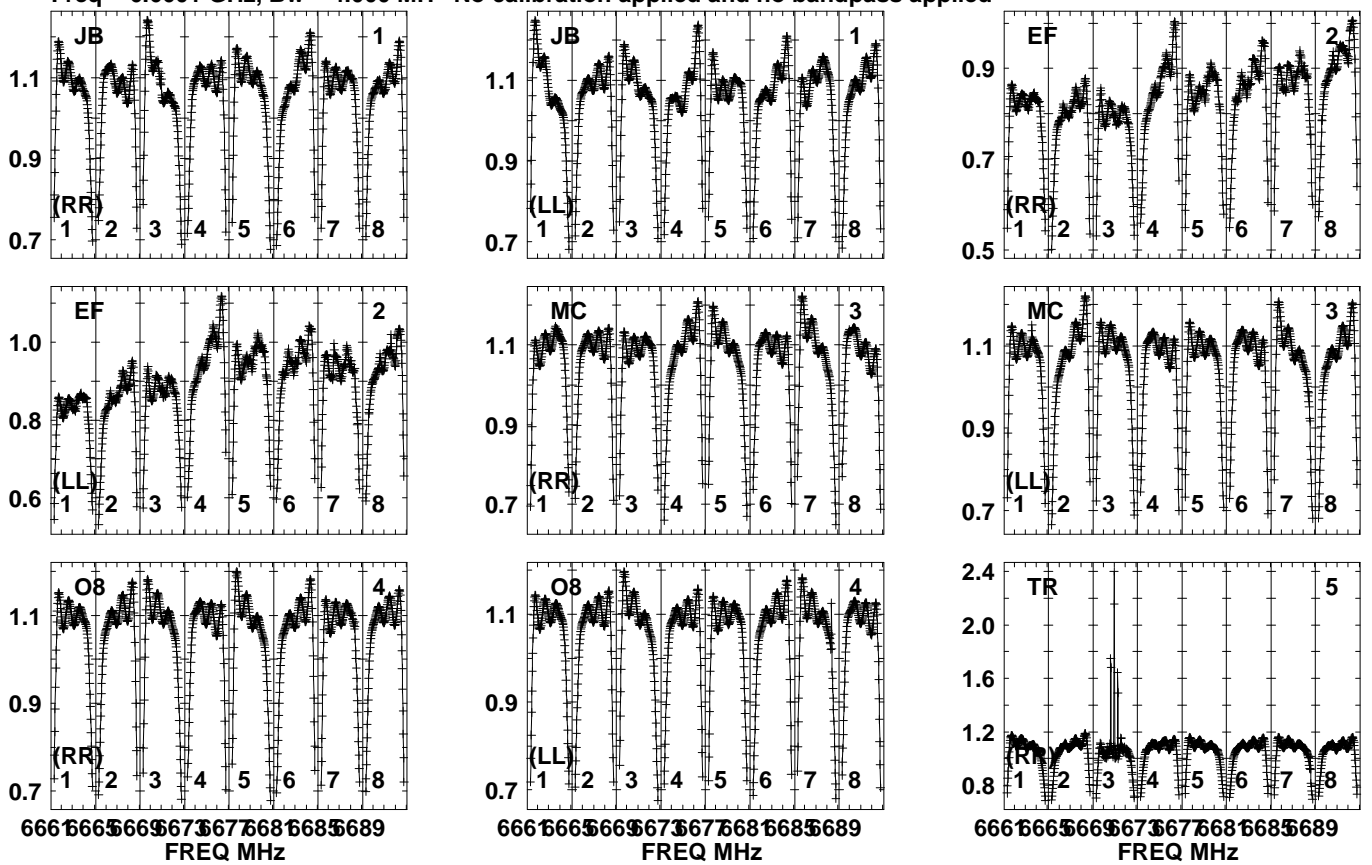 No calibration applied and no bandpass applied
JB 1
1.1
0.9
0.7
(RR)
1 2 3 4 5 6 7 8
JB 1
1.1
0.9
0.7
(LL)
1 2 3 4 5 6 7 8
EF 2
0.9
0.7
0.5
(RR)
1 2 3 4 5 6 7 8
EF 2
1.0
0.8
0.6
(LL)
1 2 3 4 5 6 7 8
MC 3
1.1
0.9
0.7
(RR)
1 2 3 4 5 6 7 8
MC 3
1.1
0.9
0.7
(LL)
1 2 3 4 5 6 7 8
O8 4
1.1
0.9
0.7
(RR)
1 2 3 4 5 6 7 8
6661 6665 6669 6673 6677 6681 6685 6689
FREQ MHz
O8 4
1.1
0.9
0.7
(LL)
1 2 3 4 5 6 7 8
6661 6665 6669 6673 6677 6681 6685 6689
FREQ MHz
TR 5
2.4
2.0
1.6
1.2
0.8
1 2 3 4 5 6 7 8
6661 6665 6669 6673 6677 6681 6685 6689
FREQ MHz